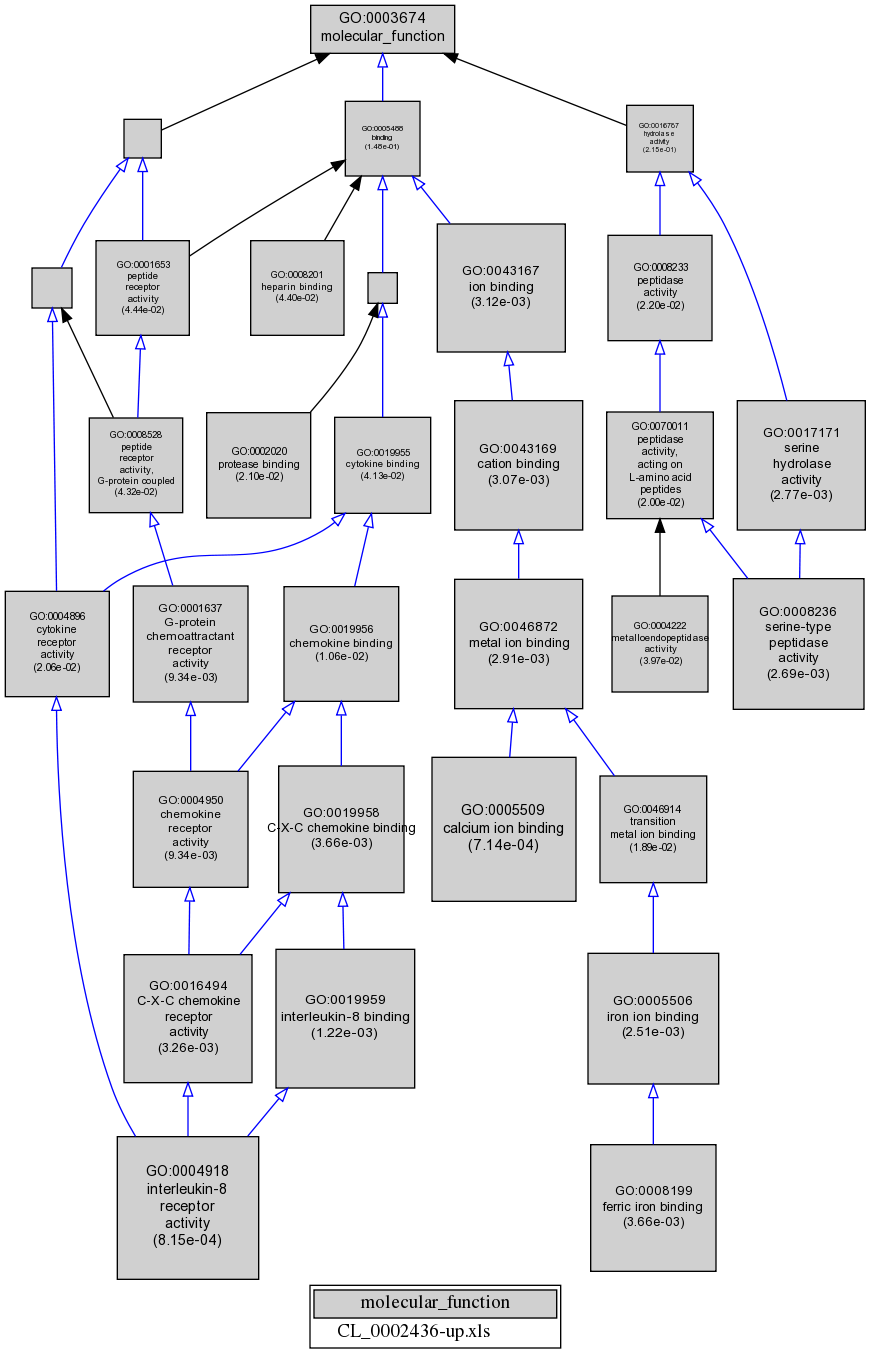 GO:0003674
molecular_function
GO:0005488
binding
(1.48e-01)
GO:0016787
hydrolase
activity
(2.15e-01)
GO:0001653
peptide
receptor
activity
(4.44e-02)
GO:0008201
heparin binding
(4.40e-02)
GO:0043167
ion binding
(3.12e-03)
GO:0008233
peptidase
activity
(2.20e-02)
GO:0008528
peptide
receptor
activity,
G-protein coupled
(4.32e-02)
GO:0002020
protease binding
(2.10e-02)
GO:0019955
cytokine binding
(4.13e-02)
GO:0043169
cation binding
(3.07e-03)
GO:0070011
peptidase
activity,
acting on
L-amino acid
peptides
(2.00e-02)
GO:0017171
serine
hydrolase
activity
(2.77e-03)
GO:0004896
cytokine
receptor
activity
(2.06e-02)
GO:0001637
G-protein
chemoattractant
receptor
activity
(9.34e-03)
GO:0019956
chemokine binding
(1.06e-02)
GO:0046872
metal ion binding
(2.91e-03)
GO:0004222
metalloendopeptidase
activity
(3.97e-02)
GO:0008236
serine-type
peptidase
activity
(2.69e-03)
GO:0004950
chemokine
receptor
activity
(9.34e-03)
GO:0019958
C-X-C chemokine binding
(3.66e-03)
GO:0005509
calcium ion binding
(7.14e-04)
GO:0046914
transition
metal ion binding
(1.89e-02)
GO:0016494
C-X-C chemokine
receptor
activity
(3.26e-03)
GO:0019959
interleukin-8 binding
(1.22e-03)
GO:0005506
iron ion binding
(2.51e-03)
GO:0004918
interleukin-8
receptor
activity
(8.15e-04)
GO:0008199
ferric iron binding
(3.66e-03)
molecular_function
CL_0002436-up.xls